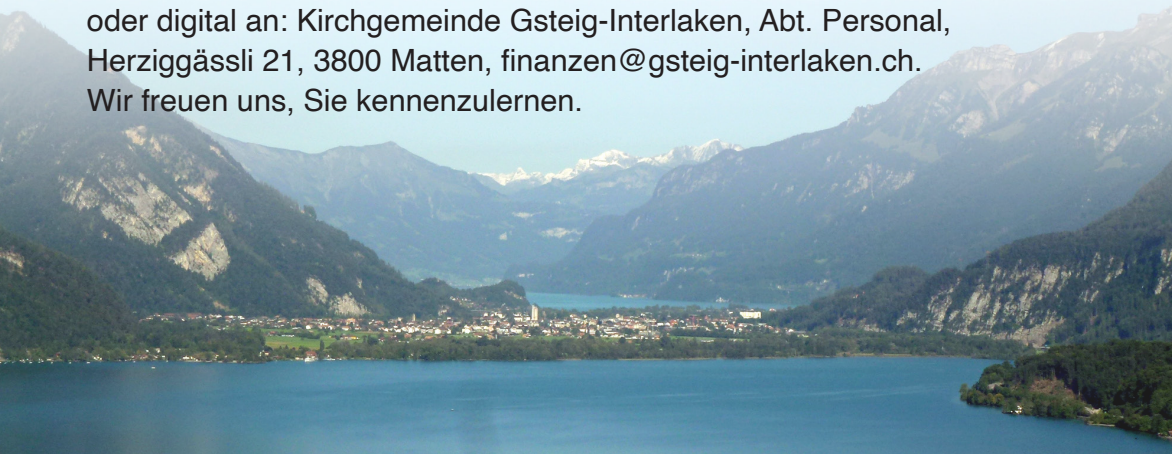 oder digital an: Kirchgemeinde Gsteig-Interlaken, Abt. Personal,
Herziggässli 21, 3800 Matten, finanzen@gsteig-interlaken.ch.
Wir freuen uns, Sie kennenzulernen.